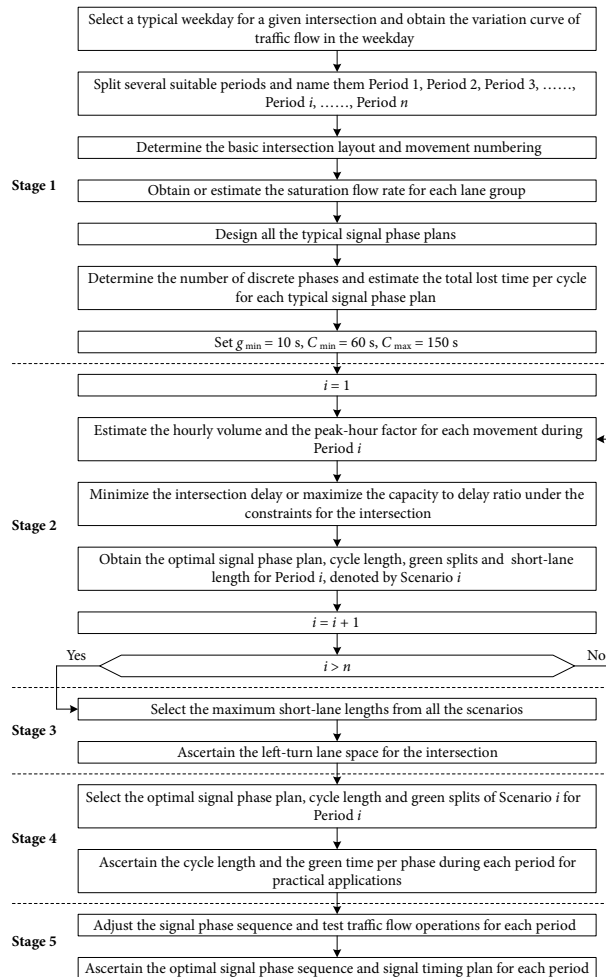 Select a typical weekday for a given intersection and obtain the variation curve of
traffic flow in the weekday
Split several suitable periods and name them Period 1, Period 2, Period 3, ……,
Period i, ……, Period n
Determine the basic intersection layout and movement numbering
Stage 1
Obtain or estimate the saturation flow rate for each lane group
Design all the typical signal phase plans
Determine the number of discrete phases and estimate the total lost time per cycle
for each typical signal phase plan
Set g min = 10 s, C min = 60 s, C max = 150 s
i = 1
Estimate the hourly volume and the peak-hour factor for each movement during
Period i
Minimize the intersection delay or maximize the capacity to delay ratio under the
constraints for the intersection
Stage 2
Obtain the optimal signal phase plan, cycle length, green splits and short-lane
length for Period i, denoted by Scenario i
i = i + 1
Yes
No
i > n
Select the maximum short-lane lengths from all the scenarios
Stage 3
Ascertain the left-turn lane space for the intersection
Select the optimal signal phase plan, cycle length and green splits of Scenario i for
Period i
Stage 4
Ascertain the cycle length and the green time per phase during each period for
practical applications
Adjust the signal phase sequence and test traffic flow operations for each period
Stage 5
Ascertain the optimal signal phase sequence and signal timing plan for each period